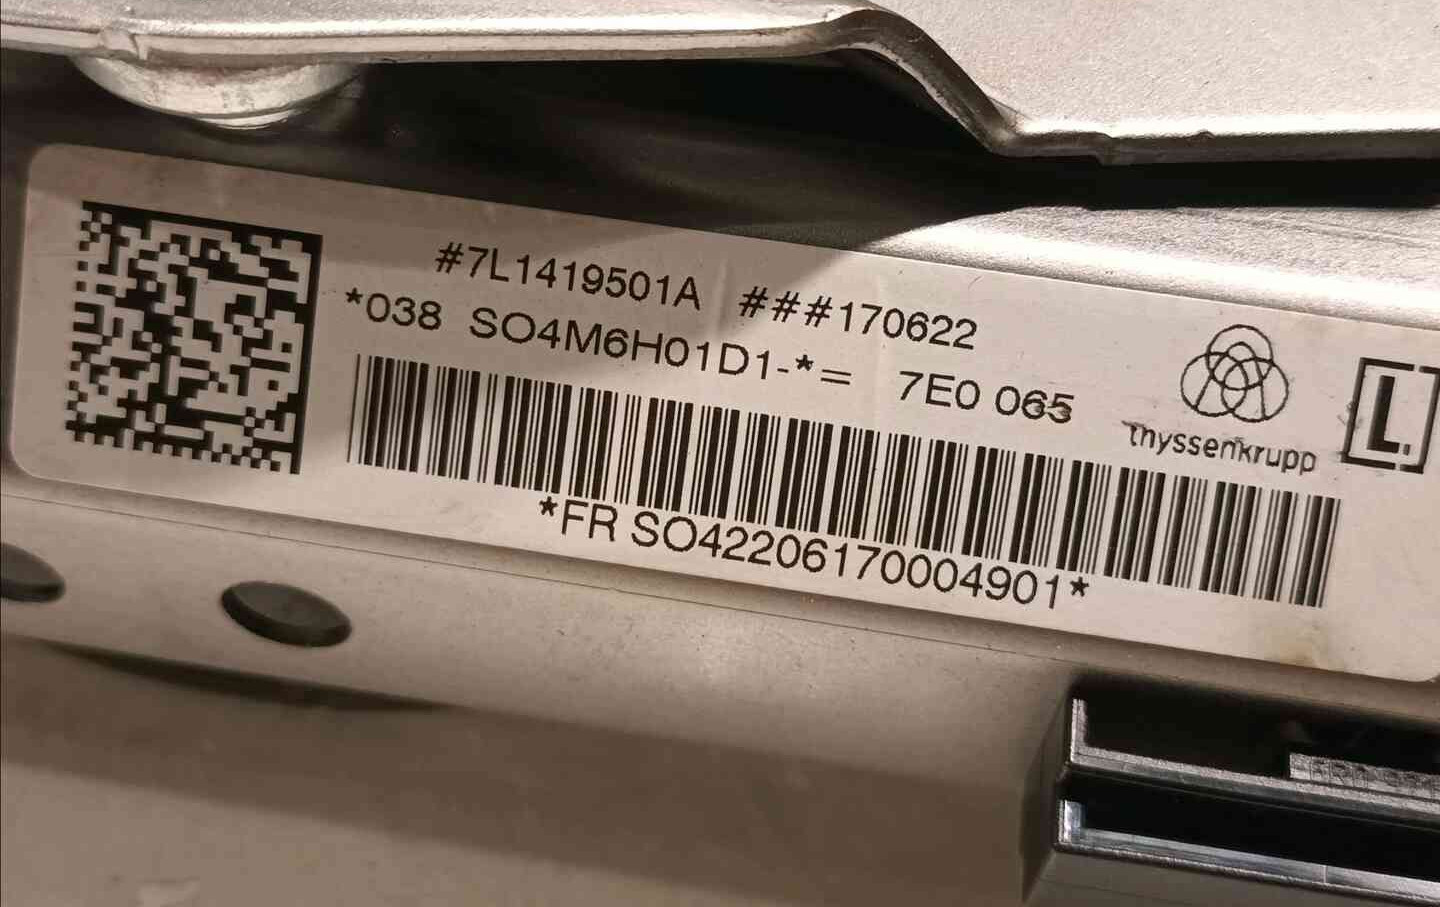 #7L1419501A ###170622
*038 SO4M6H01D1-*= 7E0 065
thyssenkrupp
L.
*FR SO42206170004901*